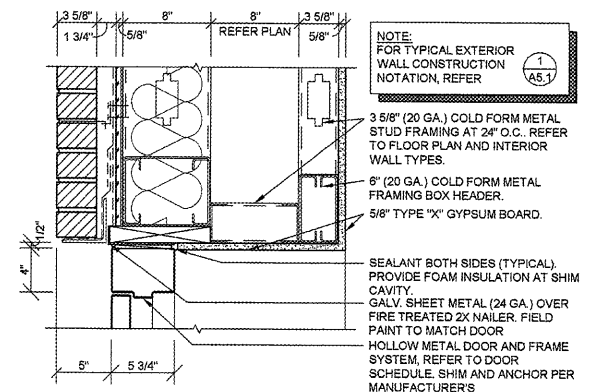 3 5/8" 8" 8" 3 5/8"
1 3/4" 5/8" REFER PLAN 5/8"
NOTE:
FOR TYPICAL EXTERIOR
WALL CONSTRUCTION
NOTATION, REFER
1
A5.1
3 5/8" (20 GA.) COLD FORM METAL
STUD FRAMING AT 24" O.C.. REFER
TO FLOOR PLAN AND INTERIOR
WALL TYPES.
6" (20 GA.) COLD FORM METAL
FRAMING BOX HEADER.
5/8" TYPE "X" GYPSUM BOARD.
1/2"
4"
SEALANT BOTH SIDES (TYPICAL).
PROVIDE FOAM INSULATION AT SHIM
CAVITY.
GALV. SHEET METAL (24 GA.) OVER
FIRE TREATED 2X NAILER. FIELD
PAINT TO MATCH DOOR
HOLLOW METAL DOOR AND FRAME
SYSTEM, REFER TO DOOR
SCHEDULE. SHIM AND ANCHOR PER
MANUFACTURER'S
5" 5 3/4"